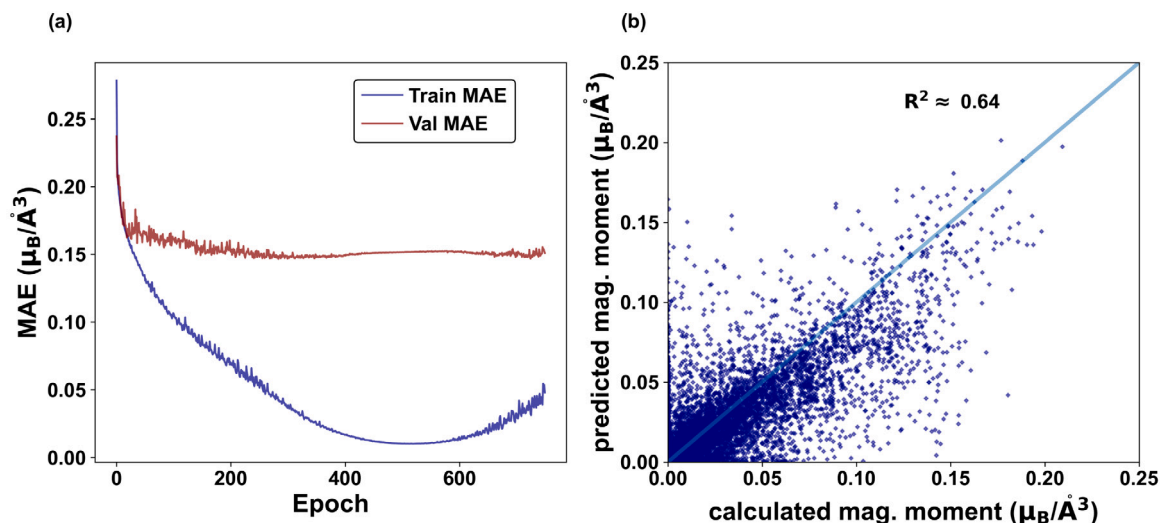 (a)
(b)
0.25
0.20
0.15
0.10
0.05
0.00
MAE (μB/Å³)
Train MAE
Val MAE
0
200
400
600
Epoch
0.25
0.20
0.15
0.10
0.05
0.00
predicted mag. moment (μB/Å³)
R² ≈ 0.64
0.00
0.05
0.10
0.15
0.20
0.25
calculated mag. moment (μB/Å³)